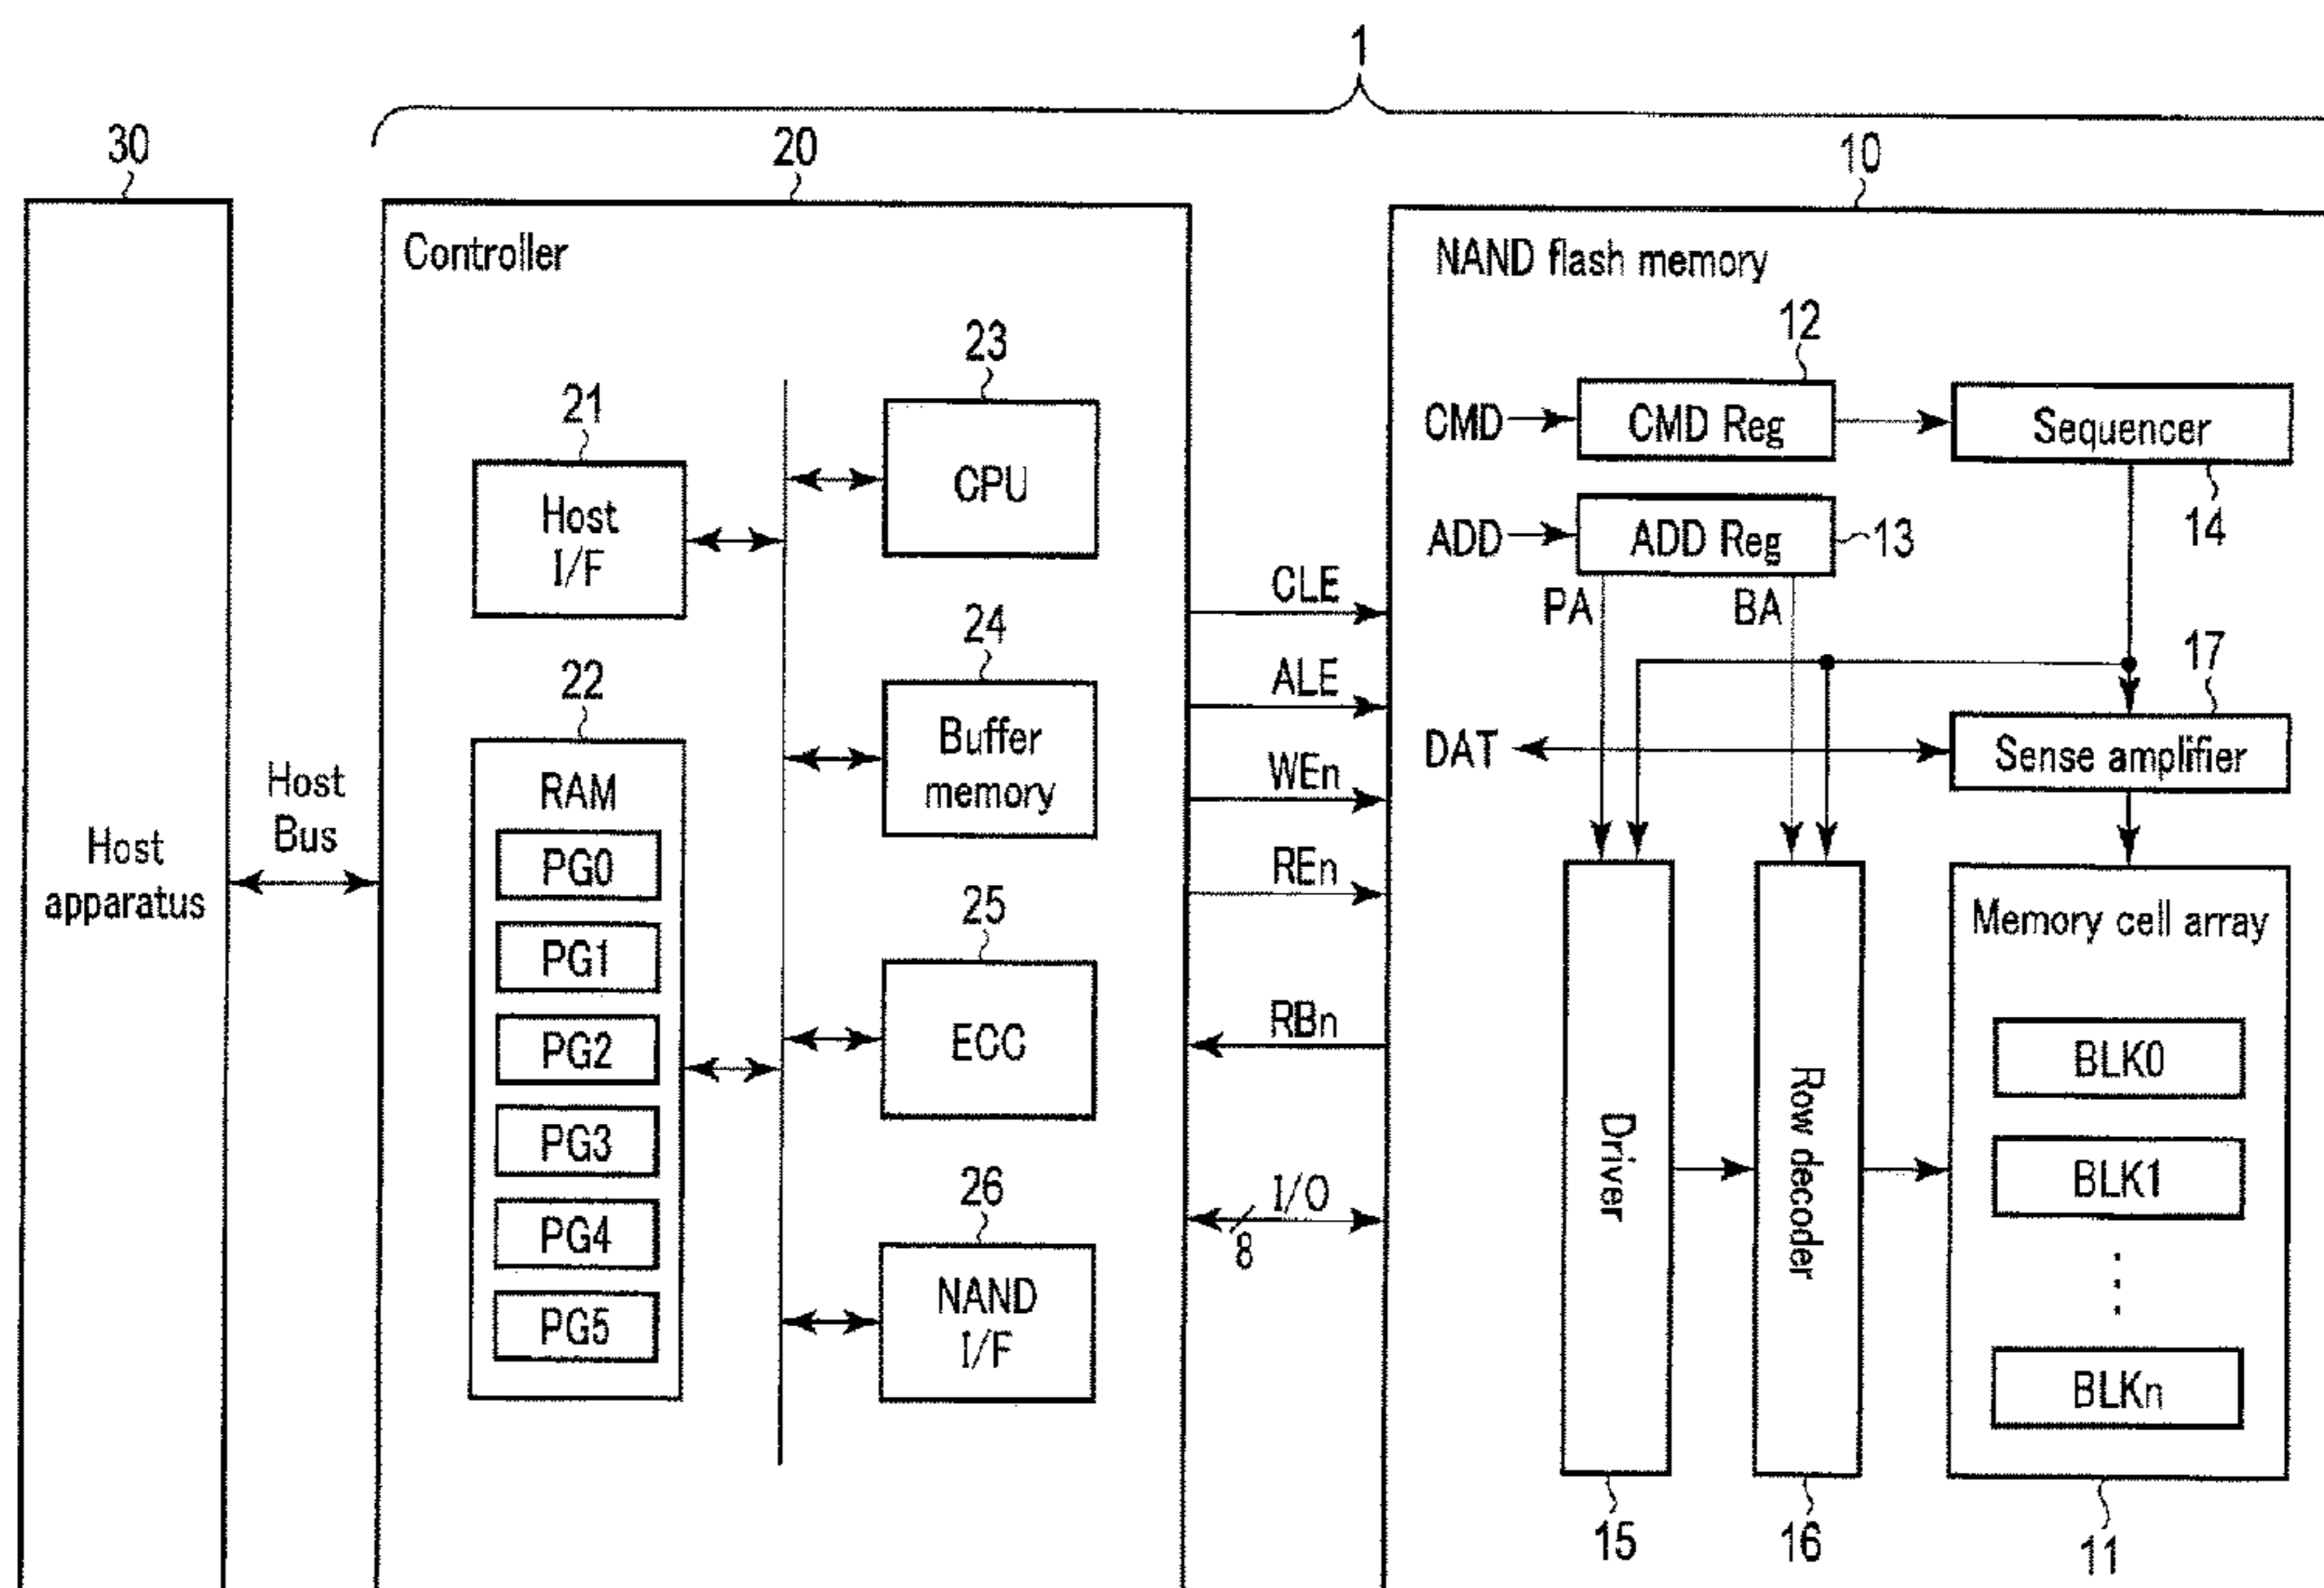 1
30
20
10
Controller
NAND flash memory
23
12
21
CMD
CMD Reg
Sequencer
CPU
Host
I/F
14
ADD
ADD Reg
13
CLE
PA
BA
24
17
22
ALE
Buffer
memory
DAT
Sense amplifier
RAM
WEn
Host
Bus
Host
apparatus
PG0
REn
25
Memory cell array
PG1
RBn
PG2
ECC
BLK0
PG3
Driver
Row decoder
BLK1
26
I/O
8
PG4
NAND
I/F
PG5
BLKn
15
16
11